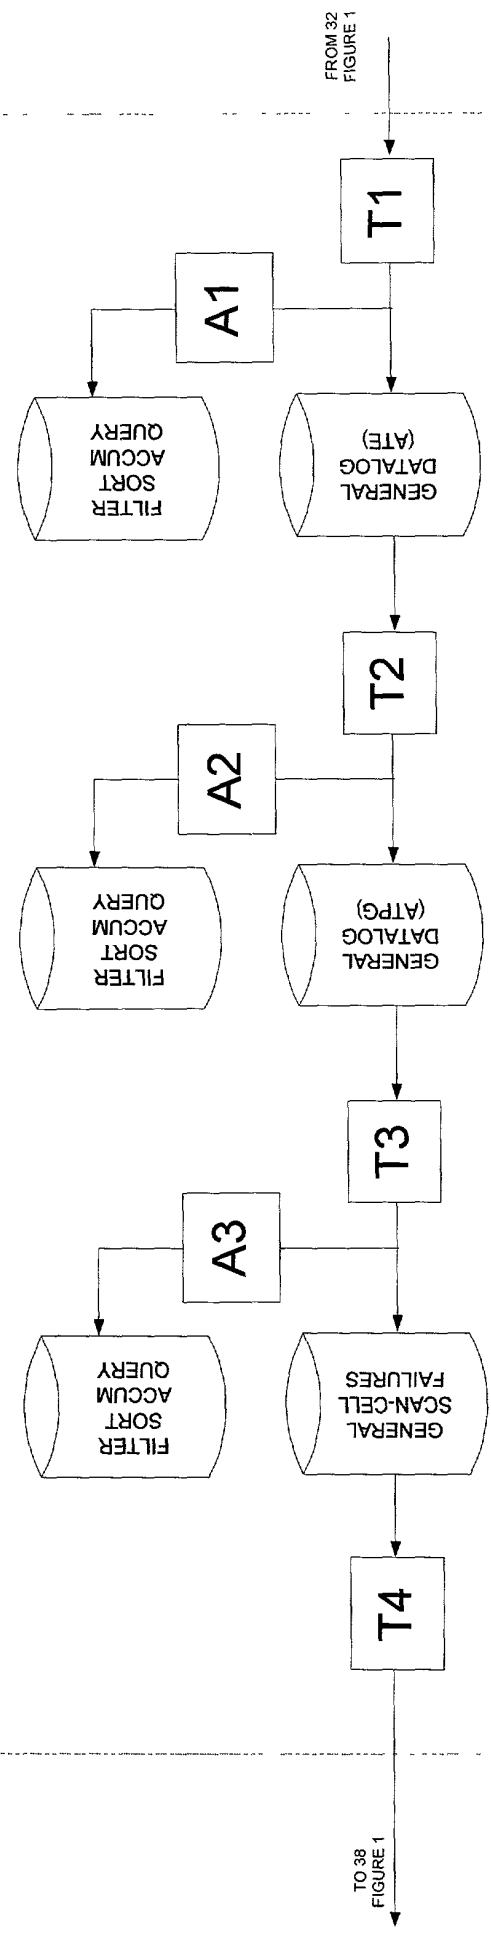 FROM 32
FIGURE 1
T1
A1
FILTER
SORT
ACCUM
QUERY
GENERAL
DATALOG
(ATE)
T2
A2
FILTER
SORT
ACCUM
QUERY
GENERAL
DATALOG
(ATPG)
T3
A3
FILTER
SORT
ACCUM
QUERY
GENERAL
SCAN-CELL
FAILURES
T4
TO 38
FIGURE 1